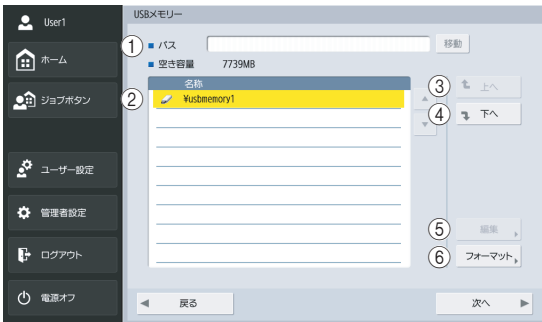 User1
ホーム
ジョブボタン
ユーザー設定
管理者設定
ログアウト
電源オフ
USBメモリー
① パス 移動
空き容量 7739MB
名称
② ¥usbmemory1
③ 上へ
④ 下へ
⑤ 編集
⑥ フォーマット
戻る
次へ